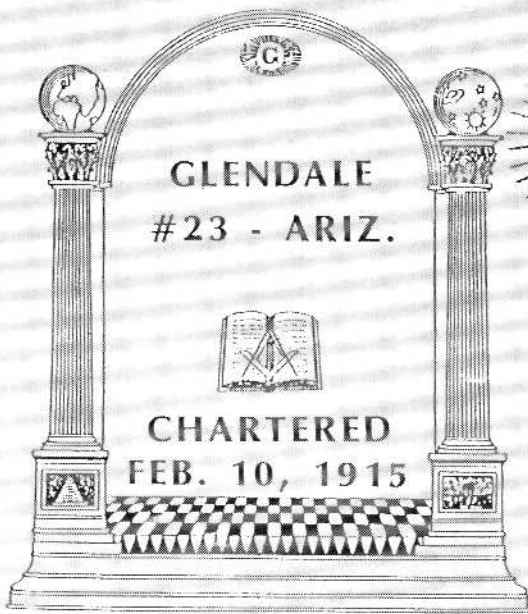 G
GLENDALE
#23 - ARIZ.
CHARTERED
FEB. 10, 1915